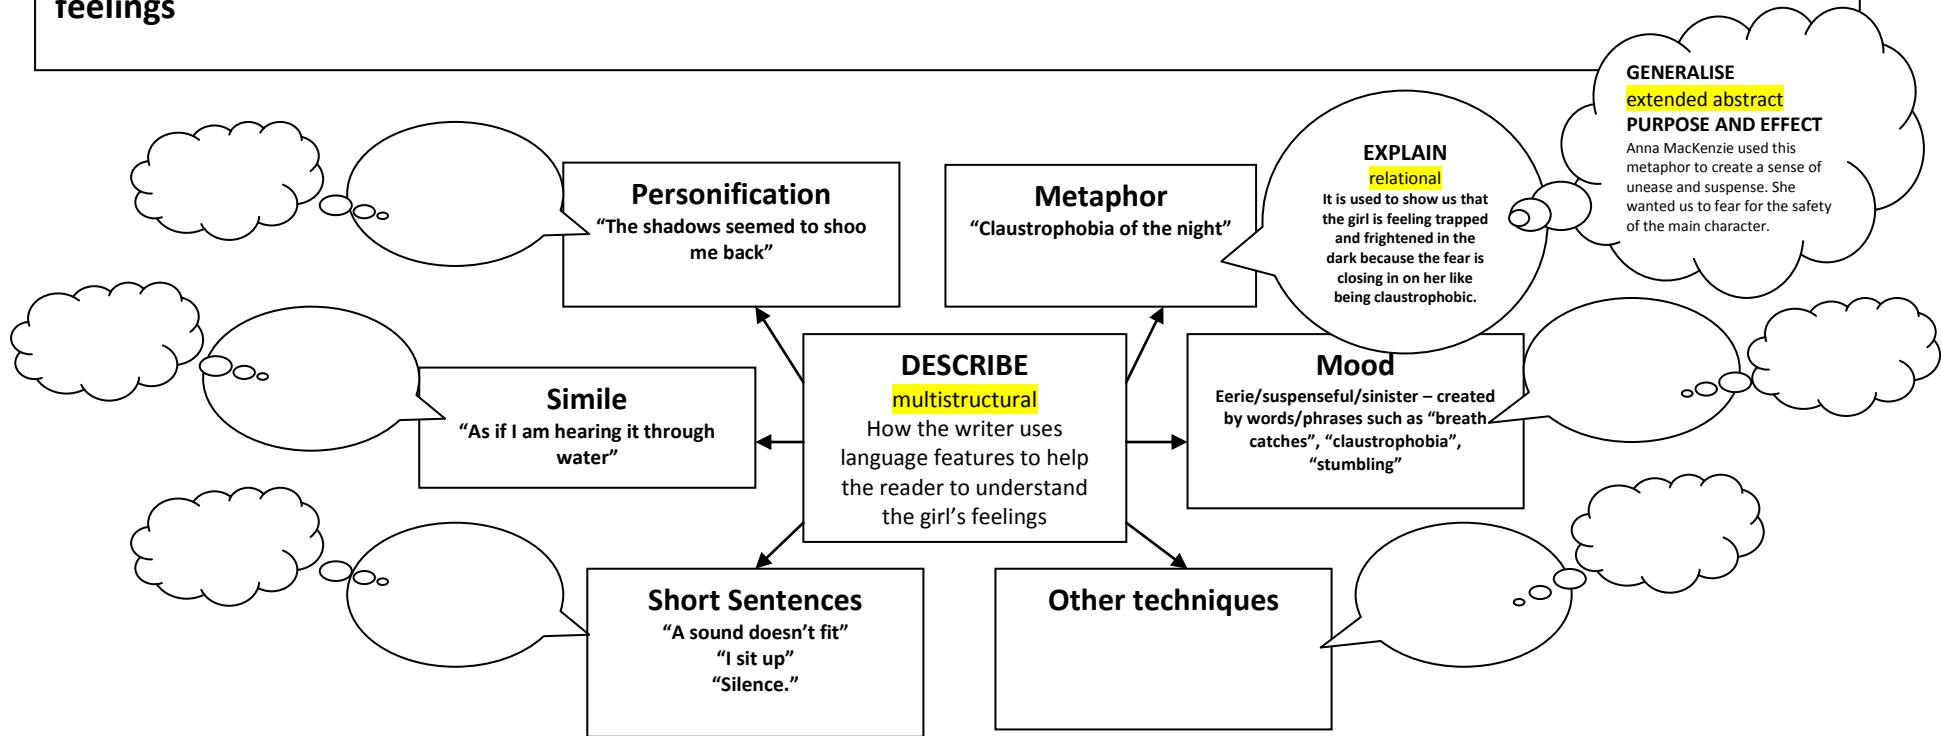 feelings
GENERALISE
extended abstract
PURPOSE AND EFFECT
Anna MacKenzie used this
metaphor to create a sense of
unease and suspense. She
wanted us to fear for the safety
of the main character.
EXPLAIN
relational
It is used to show us that
the girl is feeling trapped
and frightened in the
dark because the fear is
closing in on her like
being claustrophobic.
Personification
“The shadows seemed to shoo
me back”
Metaphor
“Claustrophobia of the night”
DESCRIBE
multistructural
How the writer uses
language features to help
the reader to understand
the girl’s feelings
Mood
Eerie/suspenseful/sinister – created
by words/phrases such as “breath
catches”, “claustrophobia”,
“stumbling”
Simile
“As if I am hearing it through
water”
Short Sentences
“A sound doesn’t fit”
“I sit up”
“Silence.”
Other techniques